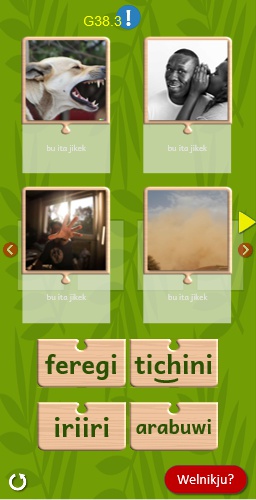 G38.3 !
bu ita jikek
bu ita jikek
bu ita jikek
bu ita jikek
feregi
tichini
iriiri
arabuwi
Welnikju?